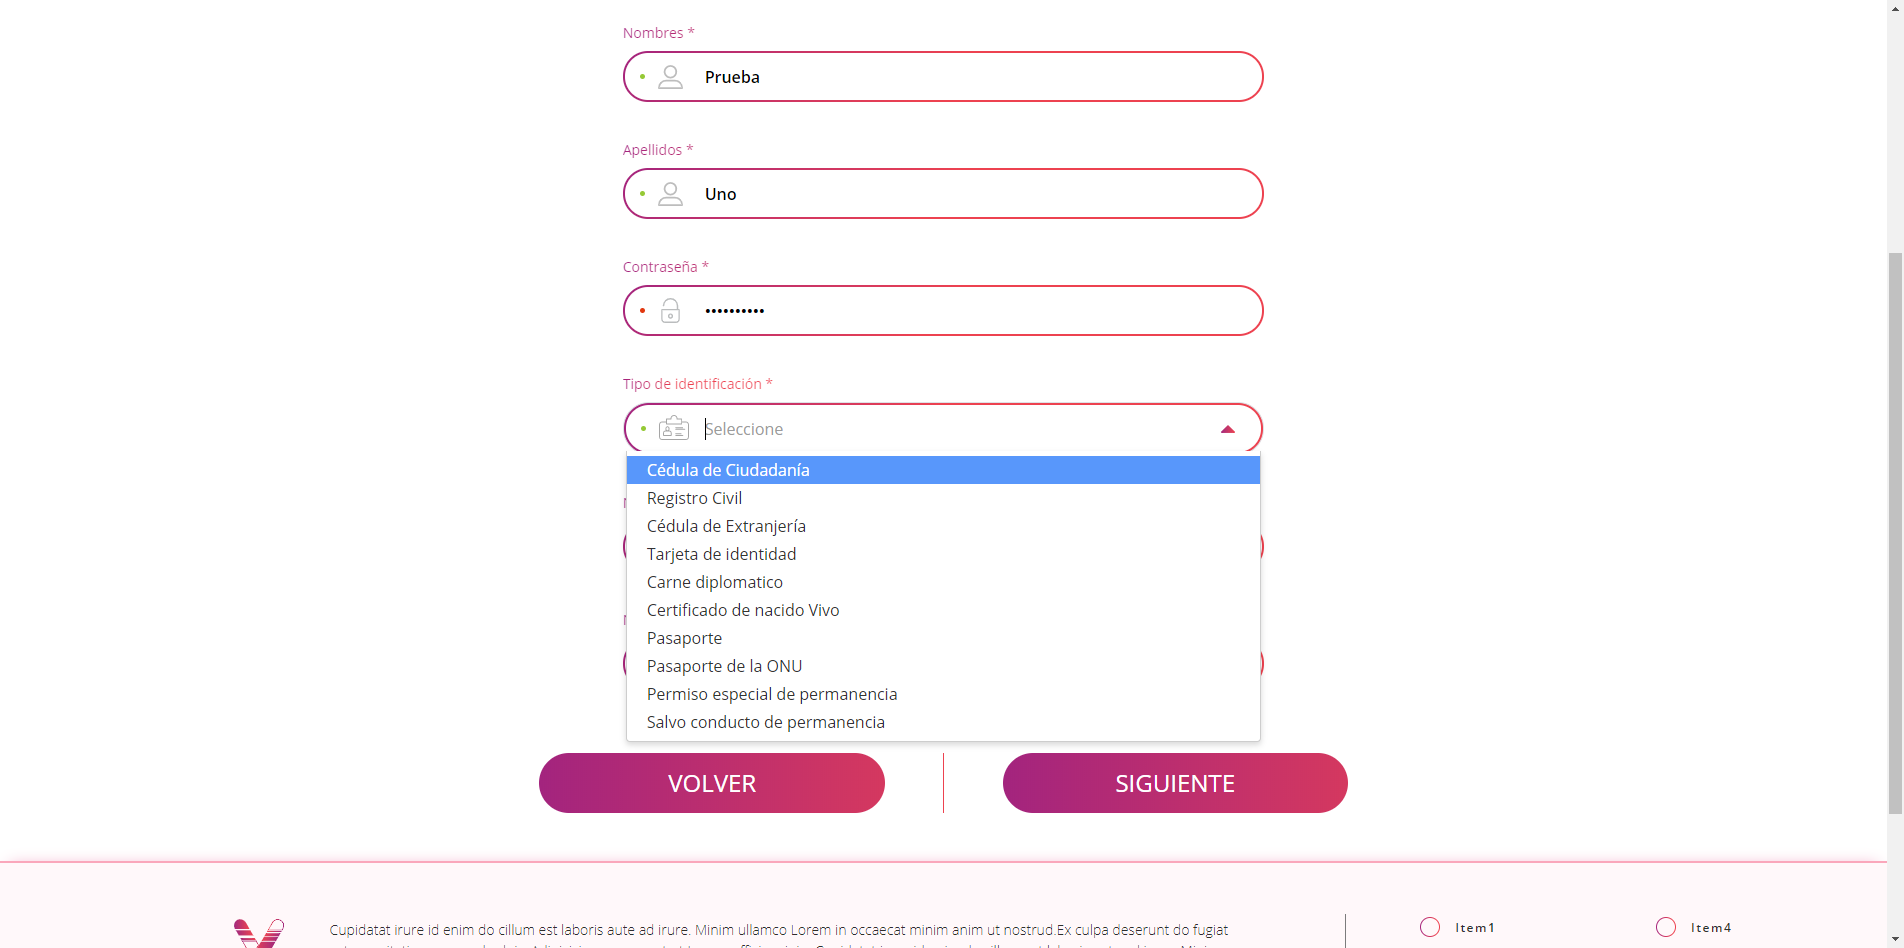 Nombres *
Prueba
Apellidos *
Uno
Contraseña *
••••••••••
Tipo de identificación *
Seleccione
Cédula de Ciudadanía
Registro Civil
Cédula de Extranjería
Tarjeta de identidad
Carne diplomatico
Certificado de nacido Vivo
Pasaporte
Pasaporte de la ONU
Permiso especial de permanencia
Salvo conducto de permanencia
VOLVER
SIGUIENTE
Cupidatat irure id enim do cillum est laboris aute ad irure. Minim ullamco Lorem in occaecat minim anim ut nostrud.Ex culpa deserunt do fugiat
Item1
Item4